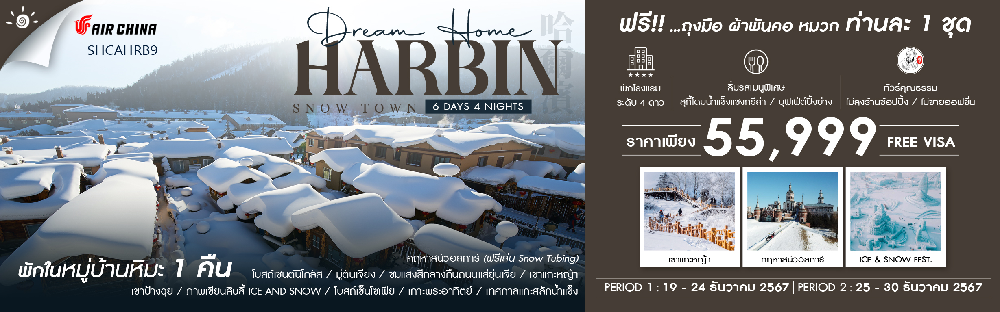 AIR CHINA
SHCAHRB9
Dream Home
哈爾濱
HARBIN
SNOW TOWN 6 DAYS 4 NIGHTS
คฤหาสน์วอลการ์ (ฟรีเล่น Snow Tubing)
พักในหมู่บ้านหิมะ 1 คืน
โบสถ์เซนต์นิโคลัส / มู่ตันเจียง / ชมแสงสีกลางคืนถนนแส่ยุ่นเจีย / เขาแกะหญ้า
เขาป้างฉุย / ภาพเขียนสิบลี้ ICE AND SNOW / โบสถ์เซ็นโซเฟีย / เกาะพระอาทิตย์ / เทศกาลแกะสลักน้ำแข็ง
ฟรี!! ...ถุงมือ ผ้าพันคอ หมวก ท่านละ 1 ชุด
พักโรงแรม
ระดับ 4 ดาว
ลิ้มรสเมนูพิเศษ
สุกี้โดมน้ำแข็งแชงกรีล่า / บุฟเฟ่ต์ปิ้งย่าง
ทัวร์คุณธรรม
ไม่ลงร้านช้อปปิ้ง / ไม่ขายออฟชั่น
ราคาเพียง 55,999 FREE VISA
เขาแกะหญ้า
คฤหาสน์วอลการ์
ICE & SNOW FEST.
PERIOD 1 : 19 - 24 ธันวาคม 2567 | PERIOD 2 : 25 - 30 ธันวาคม 2567